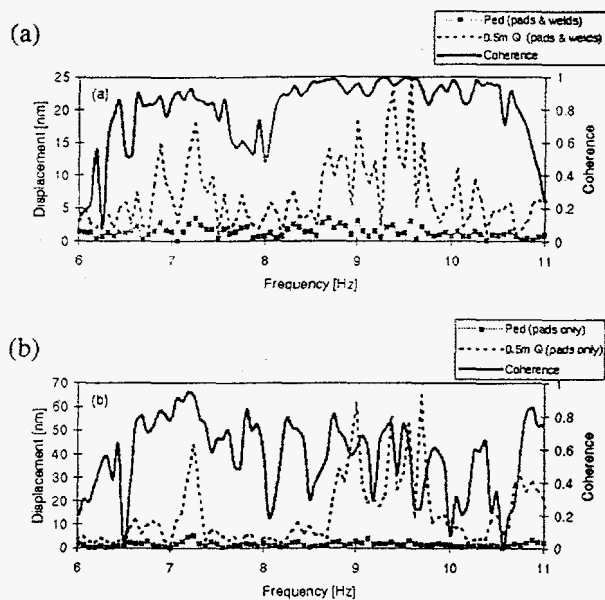 (a)
Ped (pads & welds)
0.5m Q (pads & welds)
Coherence
(a)
25
20
15
10
5
0
1
0.8
0.6
0.4
0.2
0
Displacement [nm]
Coherence
6 7 8 9 10 11
Frequency [Hz]
(b)
Ped (pads only)
0.5m Q (pads only)
Coherence
(b)
70
60
50
40
30
20
10
0
1
0.8
0.6
0.4
0.2
0
Displacement [nm]
Coherence
6 7 8 9 10 11
Frequency [Hz]